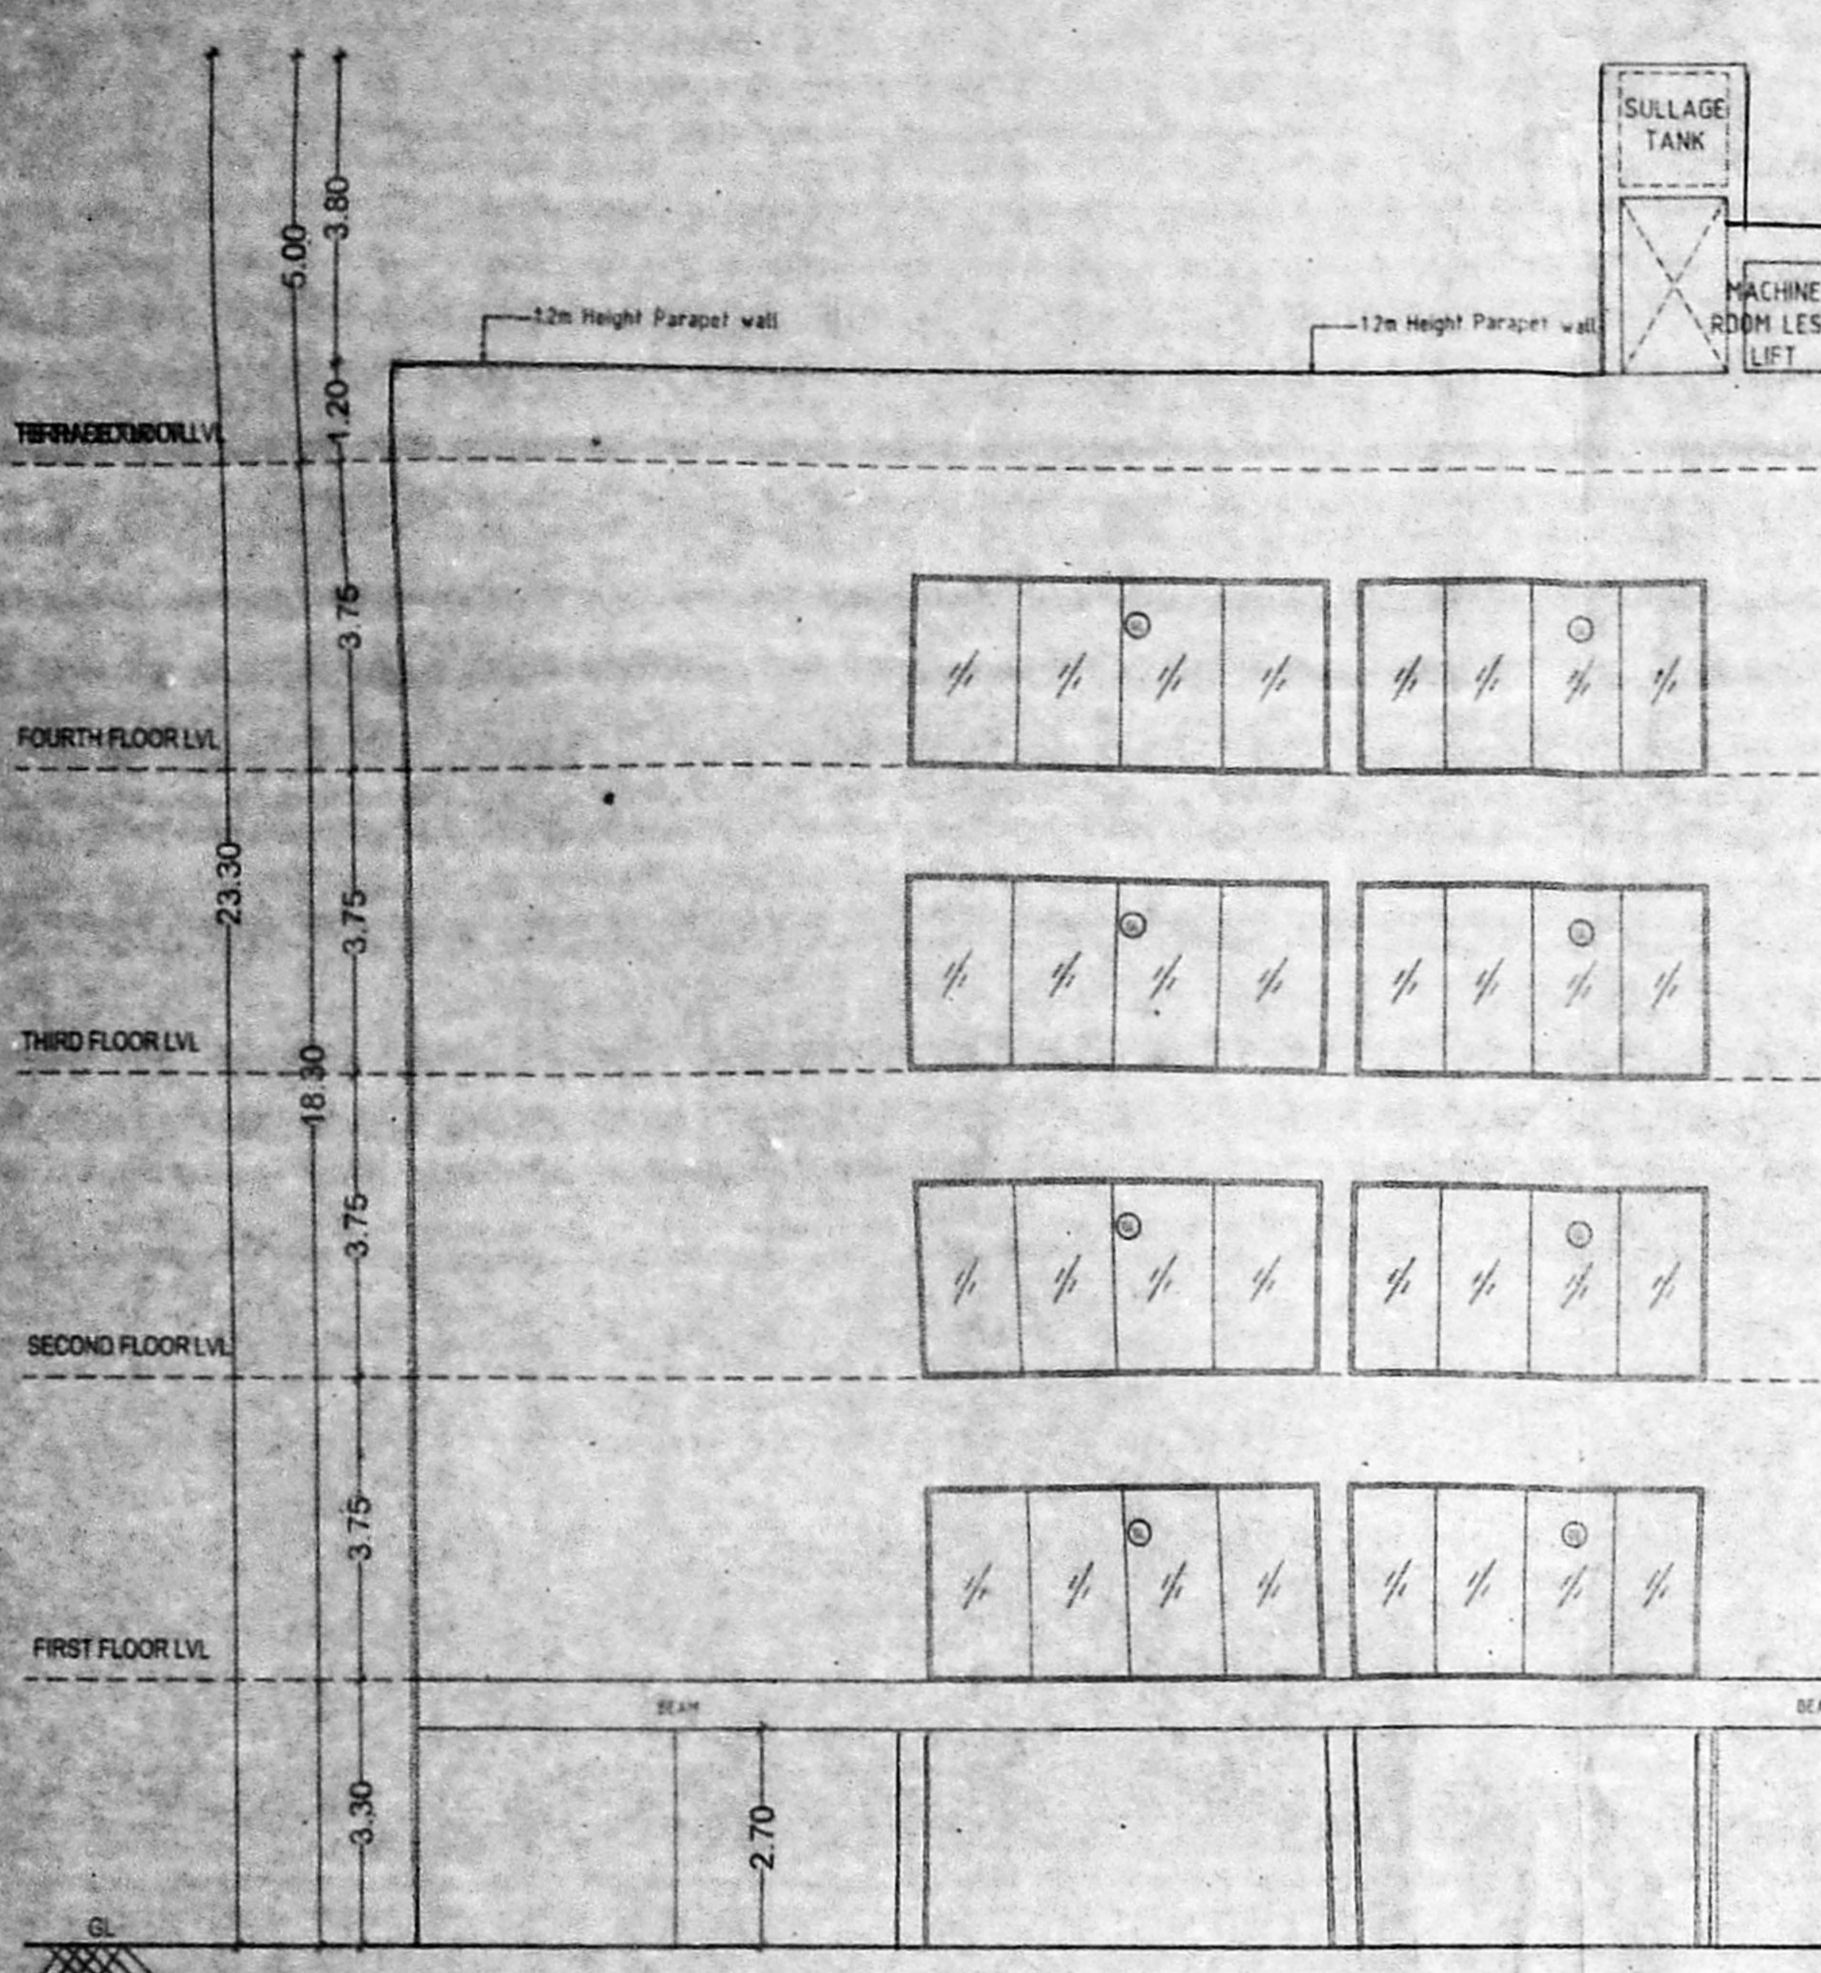 SULLAGE
TANK
3.80
5.00
MACHINE
ROOM LES
LIFT
1.2m Height Parapet wall
1.2m Height Parapet wall
1.20
3.75
FOURTH FLOOR LVL
23.30
3.75
THIRD FLOOR LVL
18.30
3.75
SECOND FLOOR LVL
3.75
FIRST FLOOR LVL
BEAM
BEA
3.30
2.70
GL